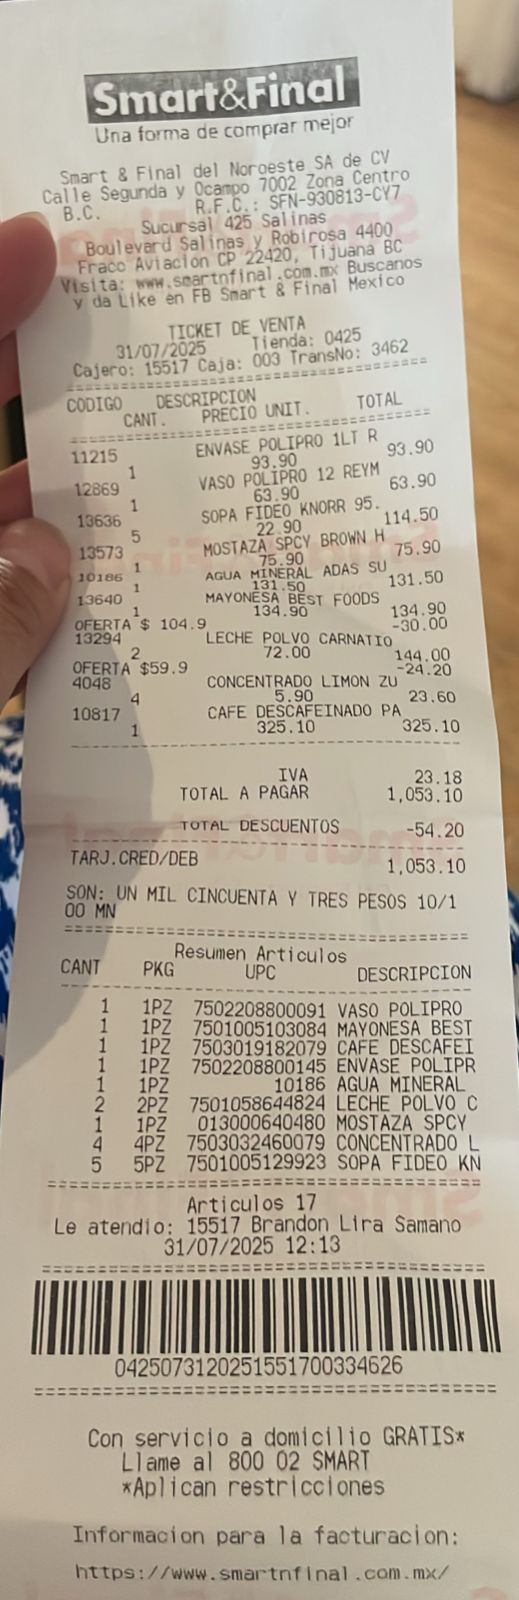 Smart&Final
Una forma de comprar mejor
Smart & Final del Noroeste SA de CV
Calle Segunda y Ocampo 7002 Zona Centro
B.C. R.F.C.: SFN-930813-CY7
Sucursal 425 Salinas
Boulevard Salinas y Robirosa 4400
Fracc Aviacion CP 22420, Tijuana BC
Visita: www.smartnfinal.com.mx Buscanos
y da Like en FB Smart & Final Mexico
TICKET DE VENTA
31/07/2025 Tienda: 0425
Cajero: 15517 Caja: 003 TransNo: 3462
CODIGO DESCRIPCION
CANT. PRECIO UNIT. TOTAL
11215 ENVASE POLIPRO 1LT R
1 93.90 93.90
12869 VASO POLIPRO 12 REYM
1 63.90 63.90
13636 SOPA FIDEO KNORR 95.
5 22.90 114.50
13573 MOSTAZA SPCY BROWN H
1 75.90 75.90
10186 AGUA MINERAL ADAS SU
1 131.50 131.50
13640 MAYONESA BEST FOODS
1 134.90 134.90
OFERTA $ 104.9 -30.00
13294 LECHE POLVO CARNATIO
2 72.00 144.00
OFERTA $59.9 -24.20
4048 CONCENTRADO LIMON ZU
4 5.90 23.60
10817 CAFE DESCAFEINADO PA
1 325.10 325.10
IVA 23.18
TOTAL A PAGAR 1,053.10
TOTAL DESCUENTOS -54.20
TARJ.CRED/DEB 1,053.10
SON: UN MIL CINCUENTA Y TRES PESOS 10/1
00 MN
Resumen Articulos
CANT PKG UPC DESCRIPCION
1 1PZ 7502208800091 VASO POLIPRO
1 1PZ 7501005103084 MAYONESA BEST
1 1PZ 7503019182079 CAFE DESCAFEI
1 1PZ 7502208800145 ENVASE POLIPR
1 1PZ 10186 AGUA MINERAL
2 2PZ 7501058644824 LECHE POLVO C
1 1PZ 013000640480 MOSTAZA SPCY
4 4PZ 7503032460079 CONCENTRADO L
5 5PZ 7501005129923 SOPA FIDEO KN
Articulos 17
Le atendio: 15517 Brandon Lira Samano
31/07/2025 12:13
0425073120251551700334626
Con servicio a domicilio GRATIS*
Llame al 800 02 SMART
*Aplican restricciones
Informacion para la facturacion:
https://www.smartnfinal.com.mx/